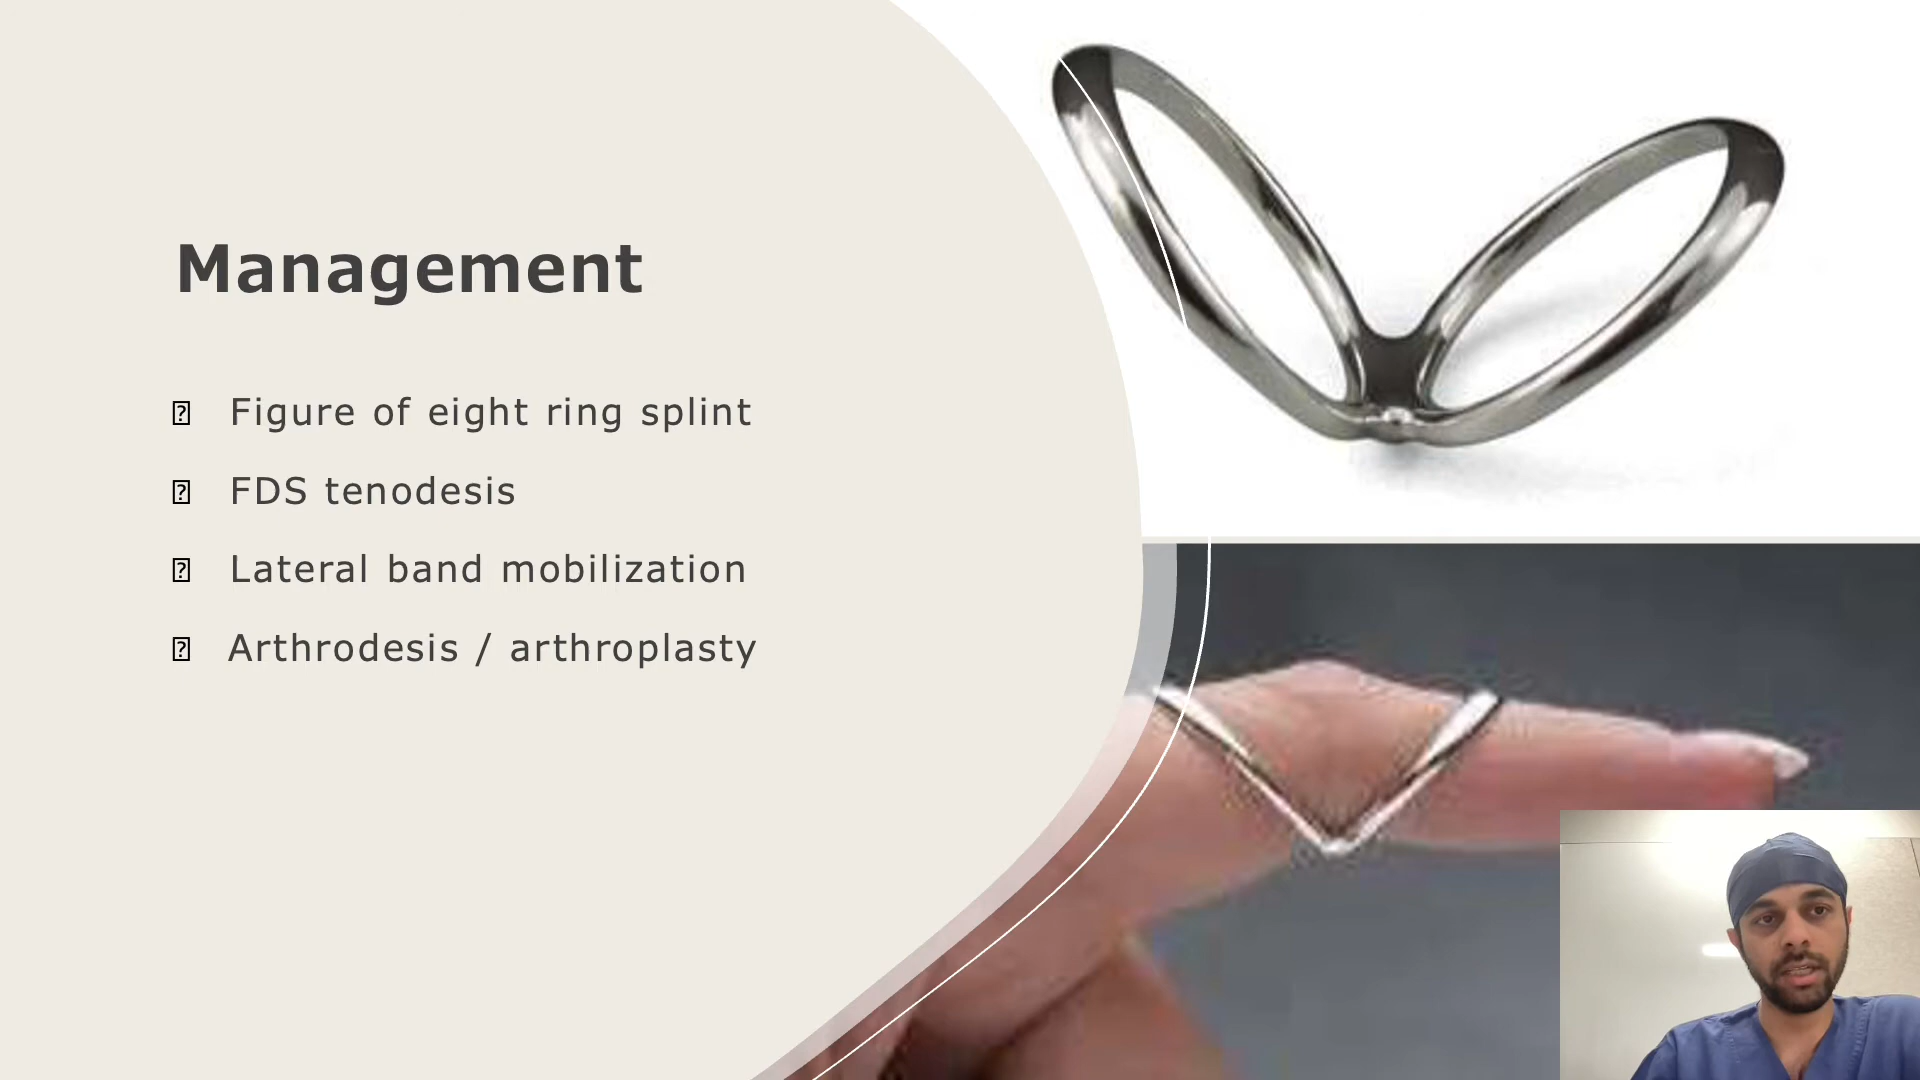 Management
Figure of eight ring splint
FDS tenodesis
Lateral band mobilization
Arthrodesis / arthroplasty